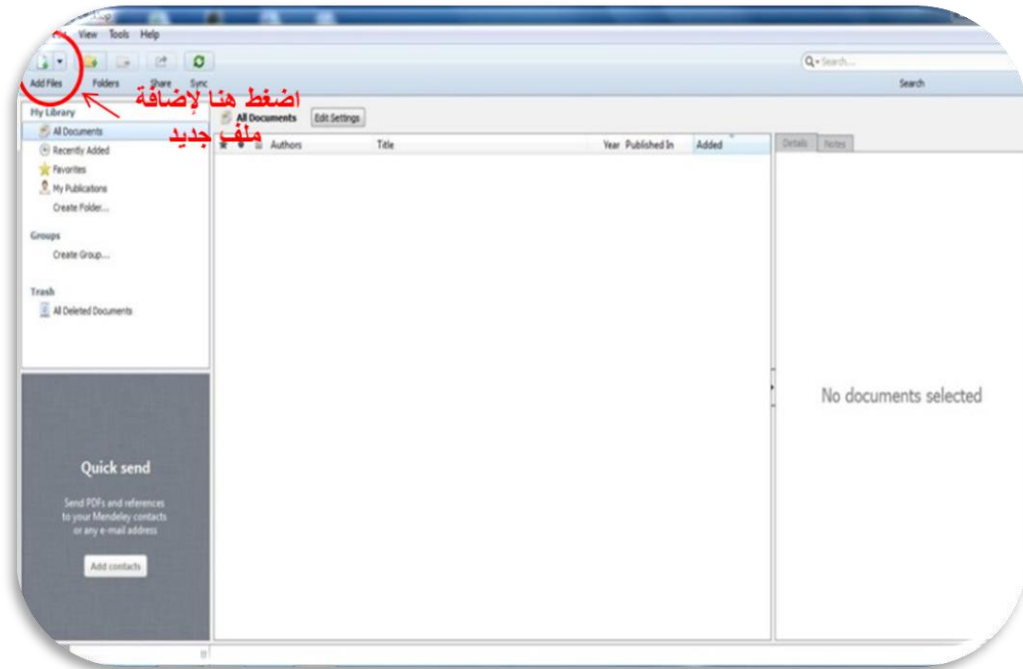 View Tools Help
Search...
Add Files Folders Share Sync
Search
اضغط هنا لإضافة
ملف جديد
My Library
All Documents
Recently Added
Favorites
My Publications
Create Folder...
Groups
Create Group...
Trash
All Deleted Documents
All Documents Edit Settings
Authors Title Year Published In Added
Details Notes
No documents selected
Quick send
Send PDFs and references
to your Mendeley contacts
or any e-mail address
Add contacts